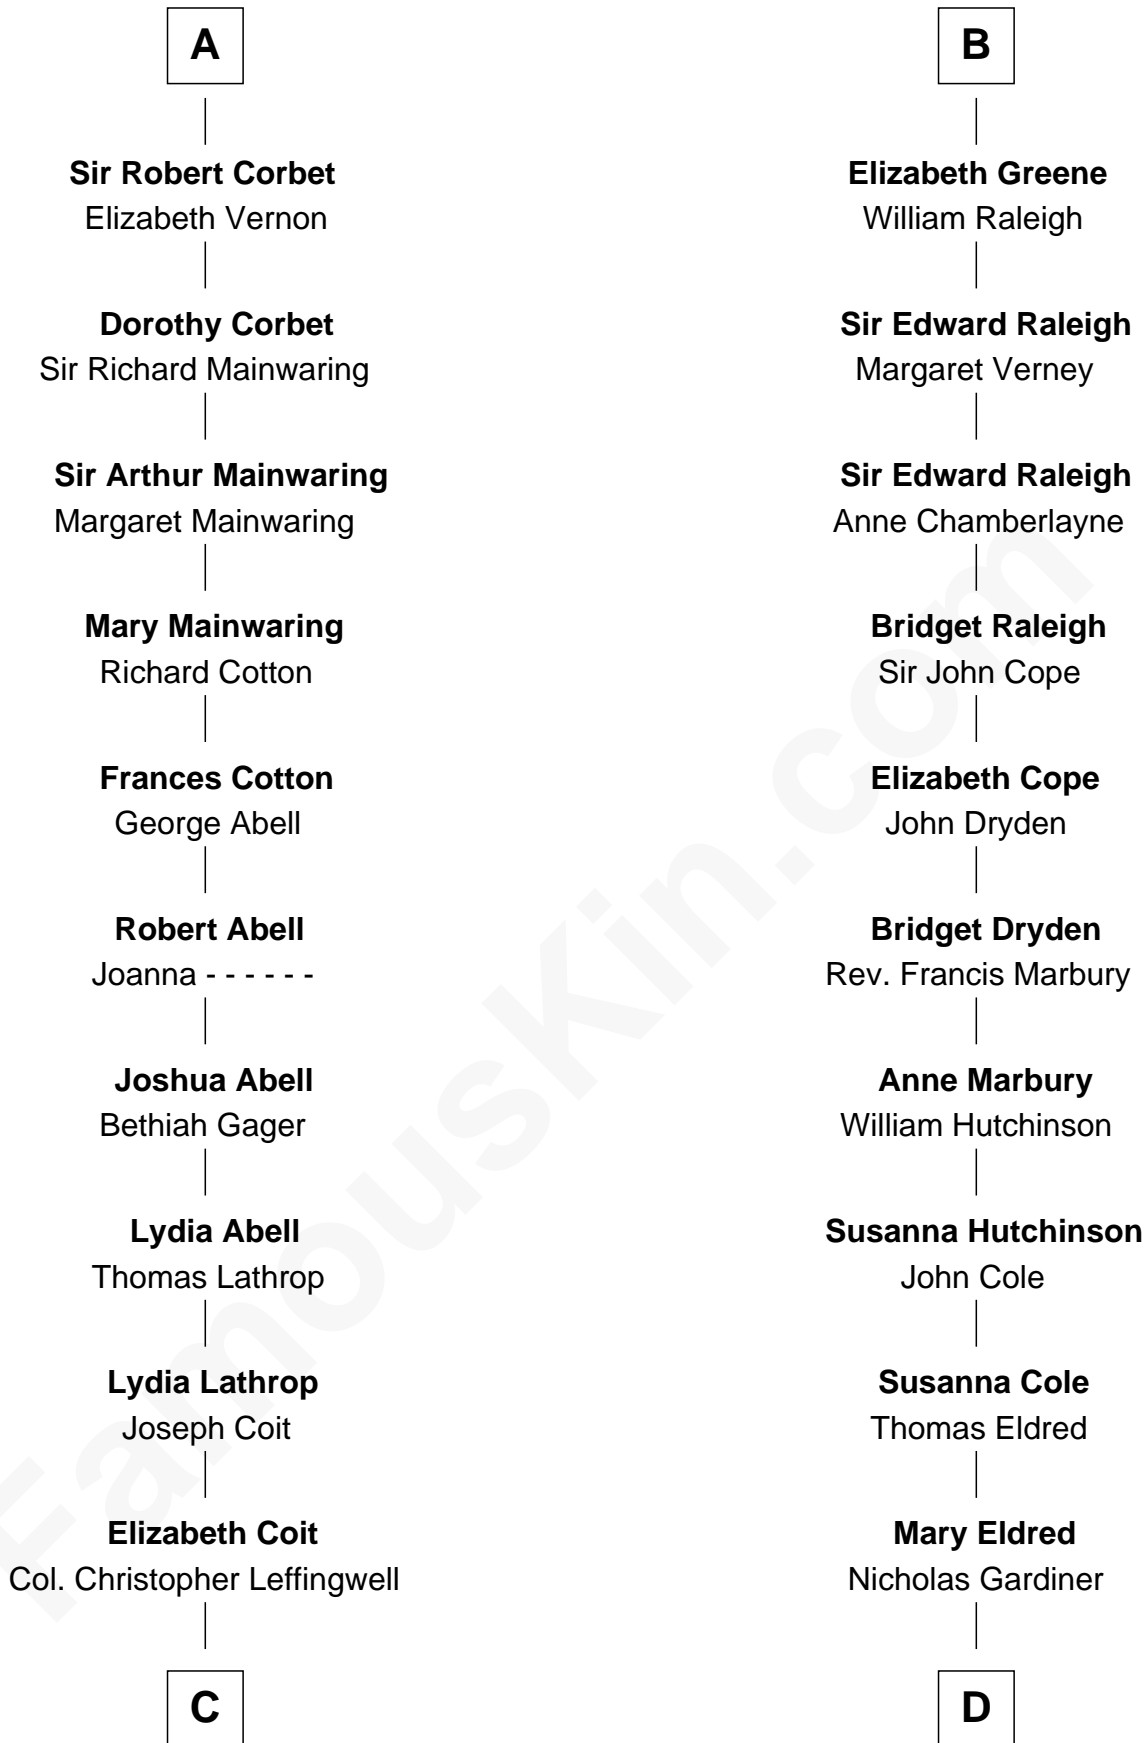 A
Sir Robert Corbet
Elizabeth Vernon
Dorothy Corbet
Sir Richard Mainwaring
Sir Arthur Mainwaring
Margaret Mainwaring
Mary Mainwaring
Richard Cotton
Frances Cotton
George Abell
Robert Abell
Joanna - - - - - -
Joshua Abell
Bethiah Gager
Lydia Abell
Thomas Lathrop
Lydia Lathrop
Joseph Coit
Elizabeth Coit
Col. Christopher Leffingwell
C
B
Elizabeth Greene
William Raleigh
Sir Edward Raleigh
Margaret Verney
Sir Edward Raleigh
Anne Chamberlayne
Bridget Raleigh
Sir John Cope
Elizabeth Cope
John Dryden
Bridget Dryden
Rev. Francis Marbury
Anne Marbury
William Hutchinson
Susanna Hutchinson
John Cole
Susanna Cole
Thomas Eldred
Mary Eldred
Nicholas Gardiner
D
FamousKin.com